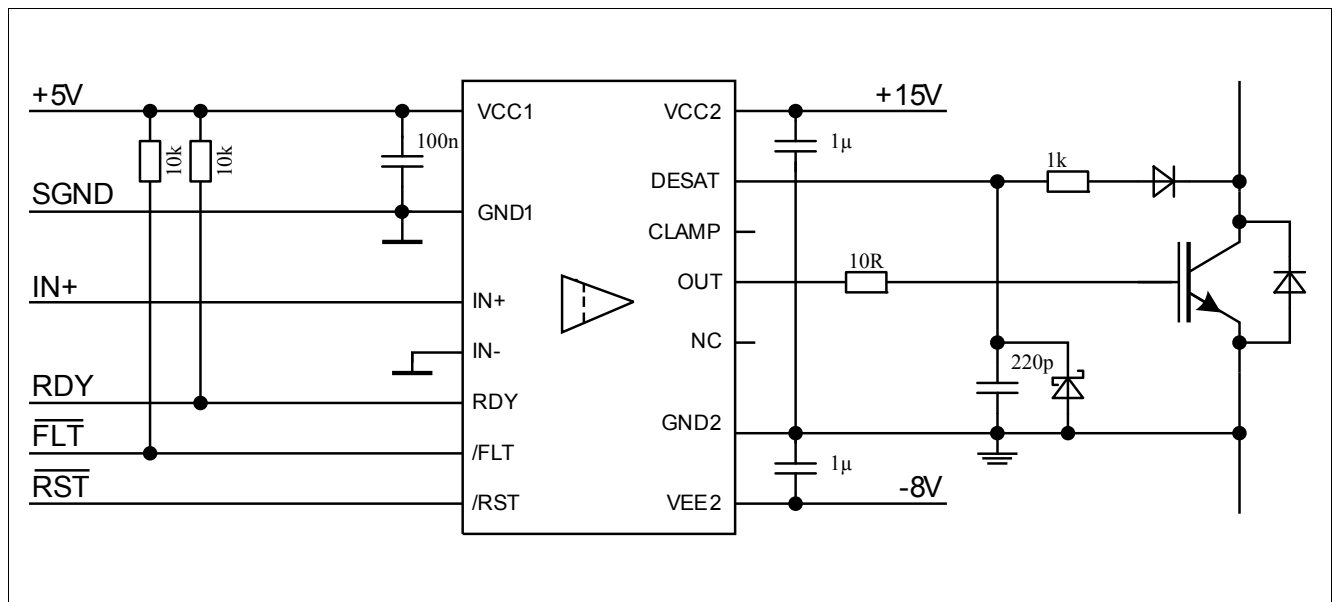 +5V
10k
10k
100n
SGND
IN+
RDY
FLT
RST
VCC1
GND1
IN+
IN-
RDY
/FLT
/RST
VCC2
DESAT
CLAMP
OUT
NC
GND2
VEE2
+15V
1µ
1k
10R
220p
1µ
-8V